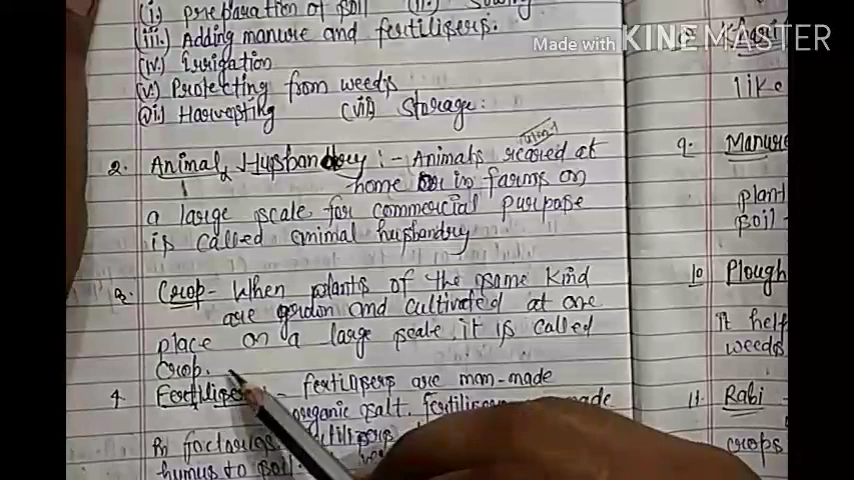 (i) preparation of soil (ii.) Sowing
(iii.) Adding manure and fertilisers.
(iv) Irrigation
(v) Protecting from weeds
(vi) Harvesting (vii) Storage:
2. Animal Husbandry :- Animals reared at
home or in farms on
a large scale for commercial purpose
is called animal husbandry
3. Crop - When plants of the same kind
are and cultivated at one
place on a large scale, it is called
crop.
4 Fertilisers :- fertilisers are man-made
organic salt. made
in factories.
humus to soil.
Made with KINEMASTER
like
9. Manure
plant
soil
10 Plough
It help
weeds
11. Rabi -
crops